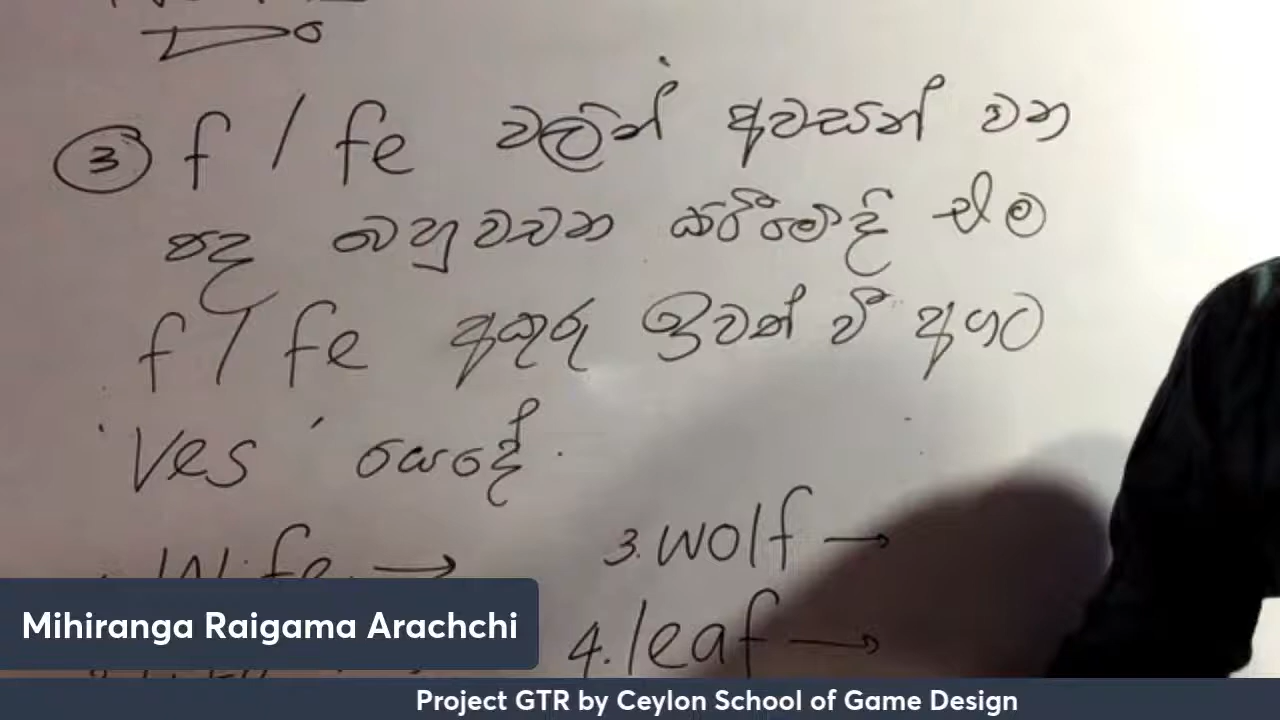 ③ f / fe වලින් අවසන් වන
පද බහුවචන කිරීමේදී එම
f / fe අකුරු ඉවත් වී අගට
'ves' යෙදේ.
Wife → 3. wolf →
4. leaf →
Mihiranga Raigama Arachchi
Project GTR by Ceylon School of Game Design